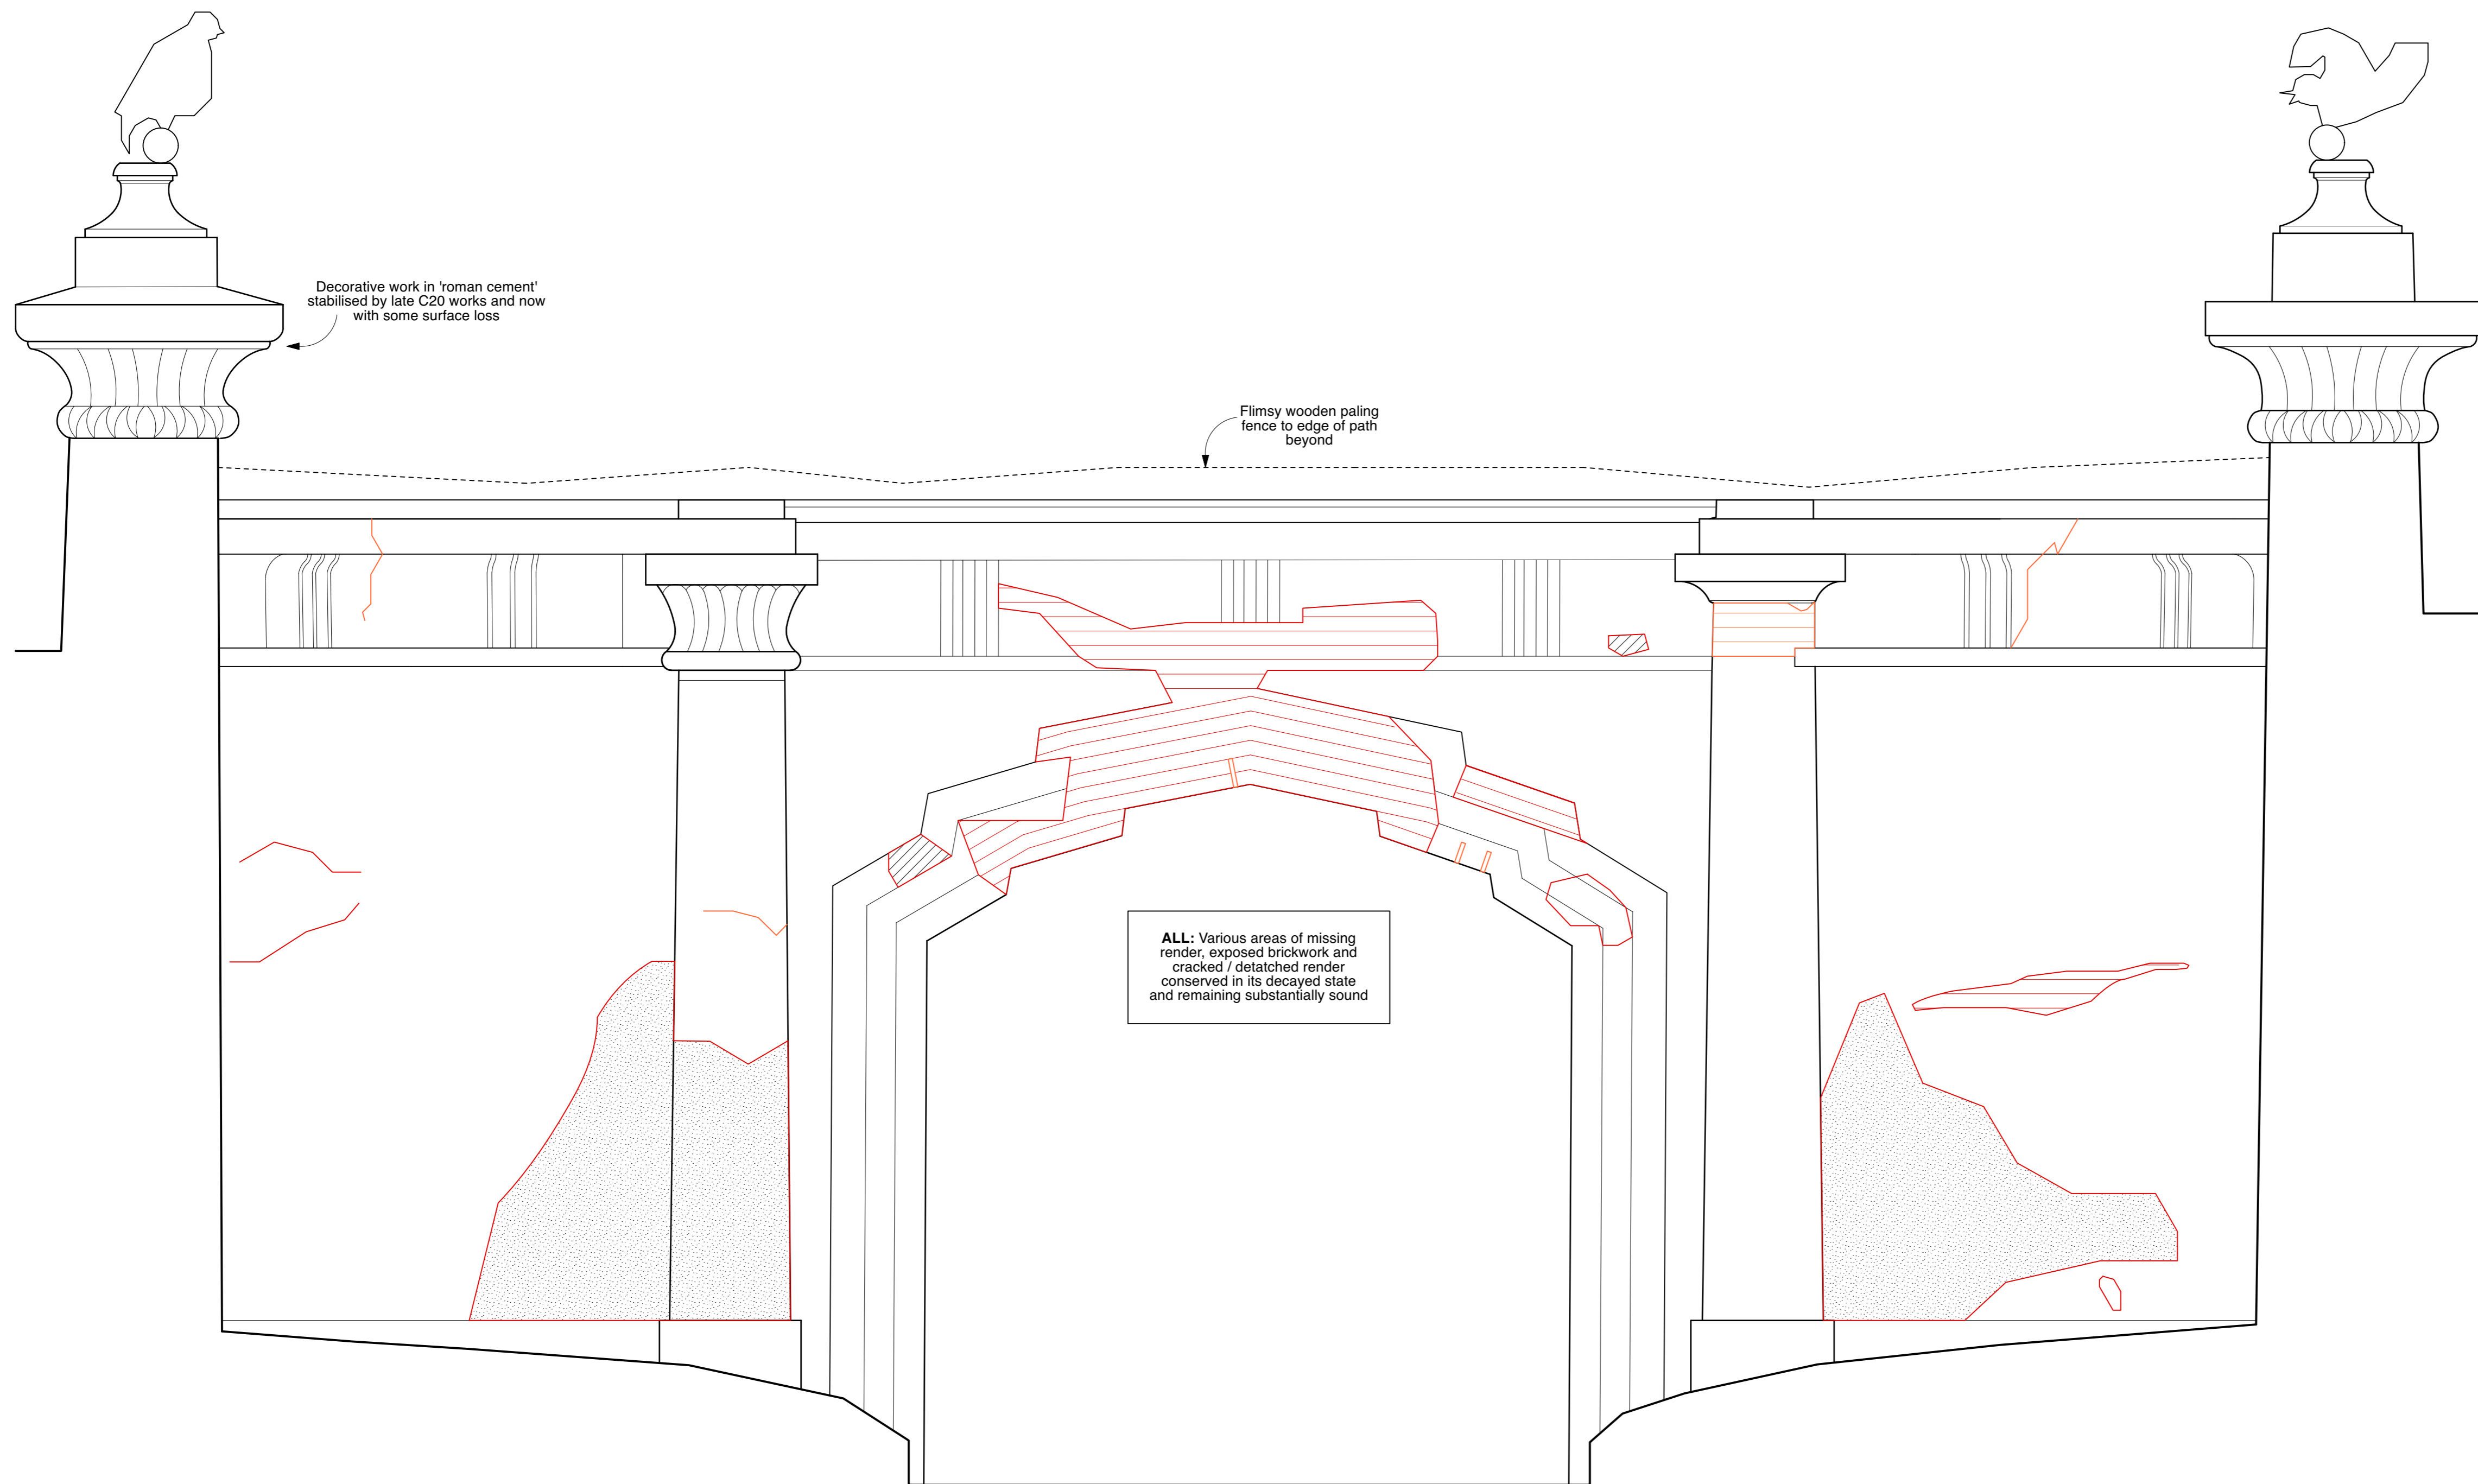 Decorative work in 'roman cement'
stabilised by late C20 works and now
with some surface loss
Flimsy wooden paling
fence to edge of path
beyond
ALL: Various areas of missing
render, exposed brickwork and
cracked / detatched render
conserved in its decayed state
and remaining substantially sound